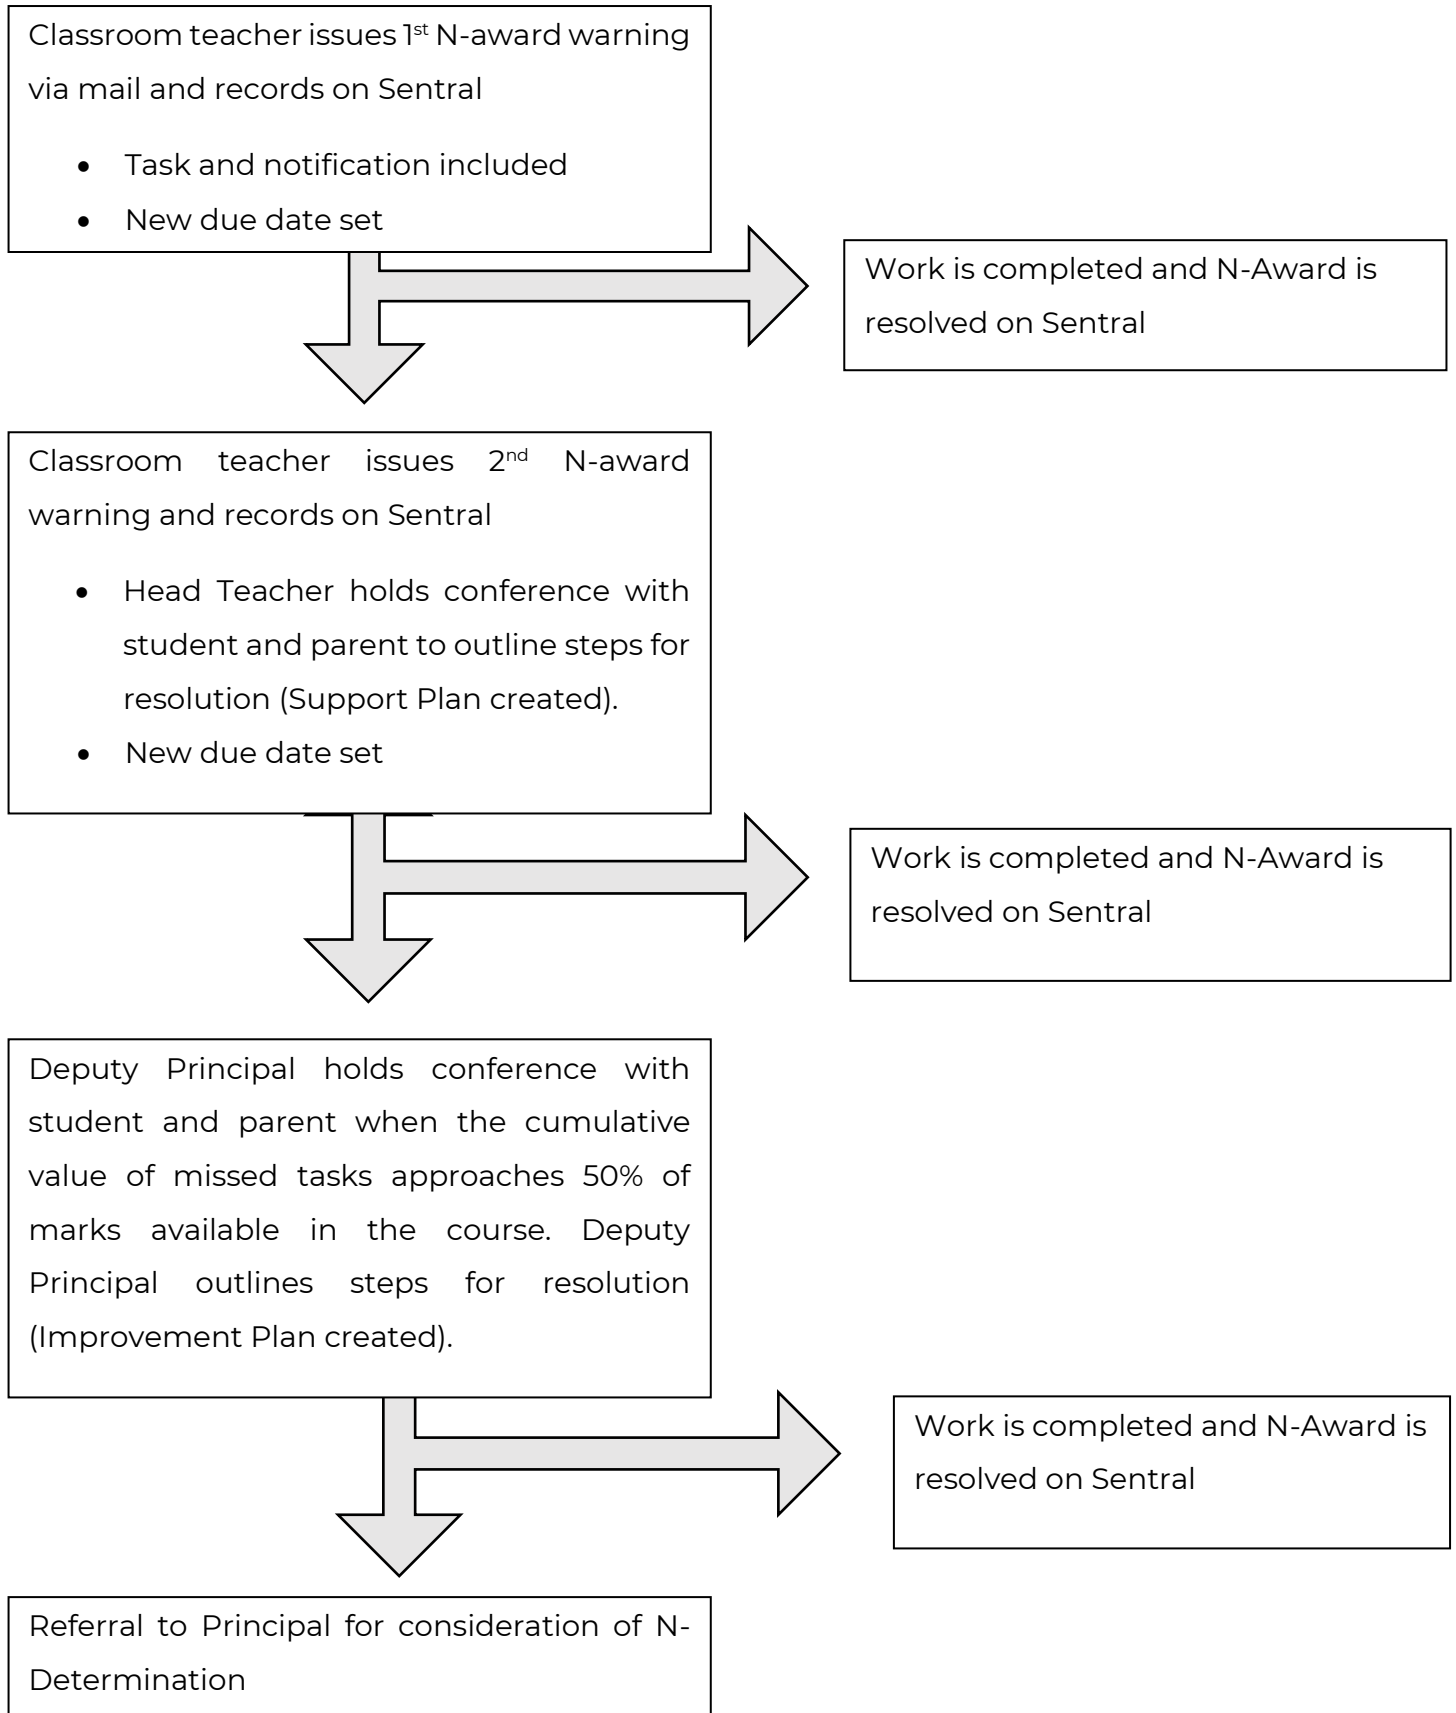 Classroom teacher issues 1st N-award warning
via mail and records on Sentral
• Task and notification included
• New due date set
Work is completed and N-Award is
resolved on Sentral
Classroom teacher issues 2nd N-award
warning and records on Sentral
• Head Teacher holds conference with
student and parent to outline steps for
resolution (Support Plan created).
• New due date set
Work is completed and N-Award is
resolved on Sentral
Deputy Principal holds conference with
student and parent when the cumulative
value of missed tasks approaches 50% of
marks available in the course. Deputy
Principal outlines steps for resolution
(Improvement Plan created).
Work is completed and N-Award is
resolved on Sentral
Referral to Principal for consideration of N-
Determination